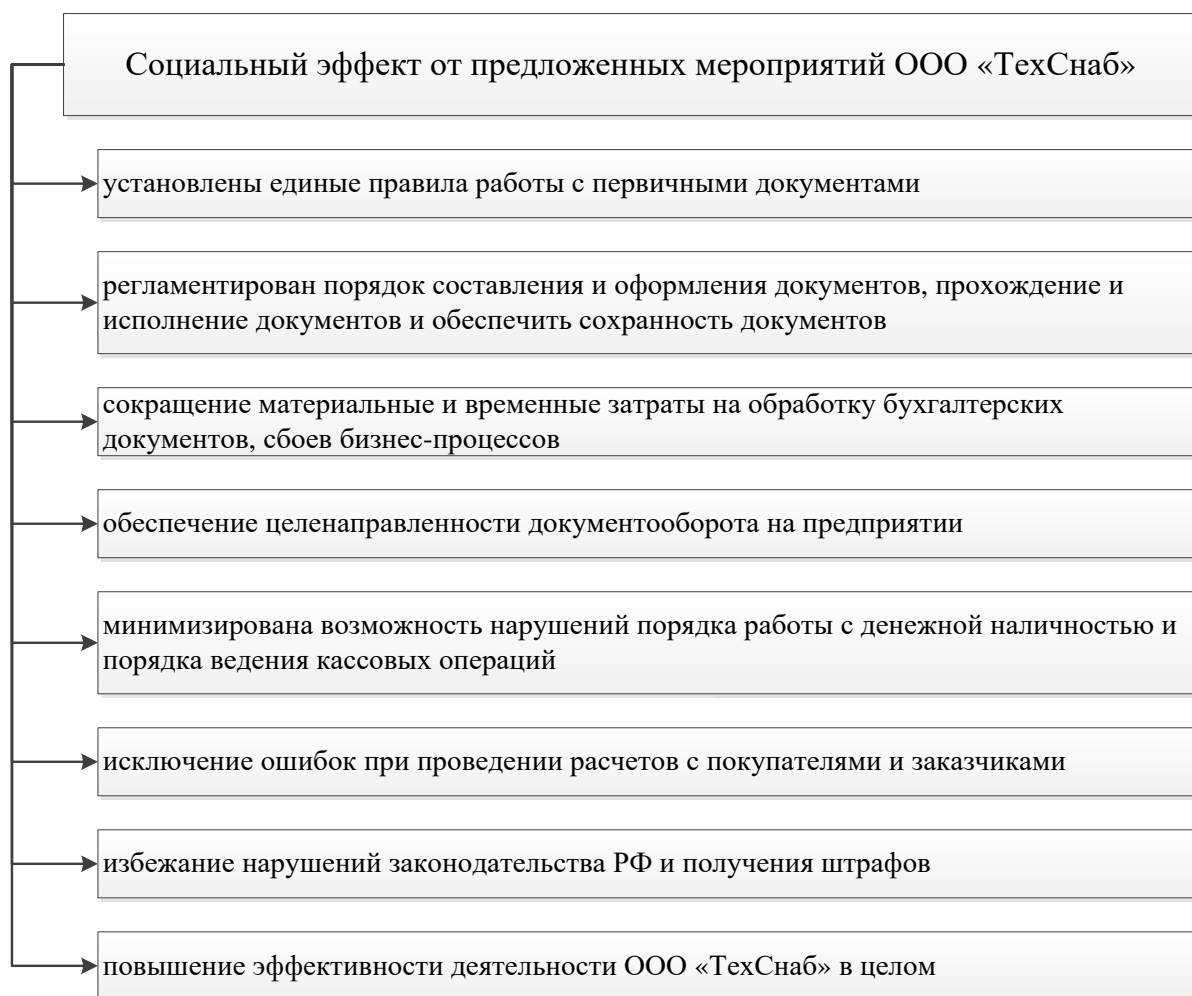 Социальный эффект от предложенных мероприятий ООО «ТехСнаб»
установлены единые правила работы с первичными документами
регламентирован порядок составления и оформления документов, прохождение и
исполнение документов и обеспечить сохранность документов
сокращение материальные и временные затраты на обработку бухгалтерских
документов, сбоев бизнес-процессов
обеспечение целенаправленности документооборота на предприятии
минимизирована возможность нарушений порядка работы с денежной наличностью и
порядка ведения кассовых операций
исключение ошибок при проведении расчетов с покупателями и заказчиками
избежание нарушений законодательства РФ и получения штрафов
повышение эффективности деятельности ООО «ТехСнаб» в целом